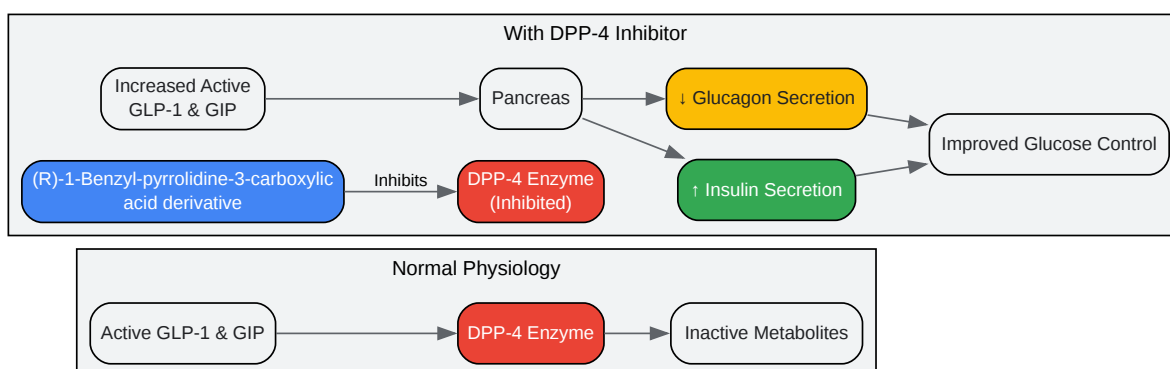 With DPP-4 Inhibitor
Increased Active
GLP-1 & GIP
Pancreas
↓ Glucagon Secretion
Improved Glucose Control
(R)-1-Benzyl-pyrrolidine-3-carboxylic
acid derivative
Inhibits
DPP-4 Enzyme
(Inhibited)
↑ Insulin Secretion
Normal Physiology
Active GLP-1 & GIP
DPP-4 Enzyme
Inactive Metabolites